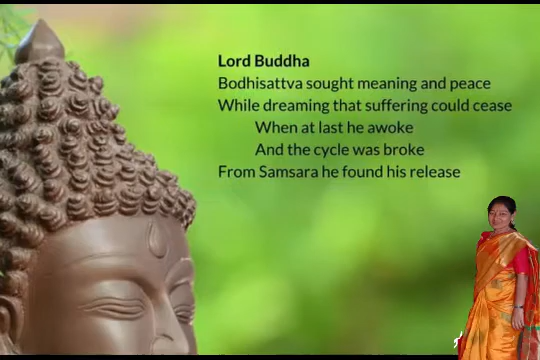 Lord Buddha
Bodhisattva sought meaning and peace
While dreaming that suffering could cease
When at last he awoke
And the cycle was broke
From Samsara he found his release